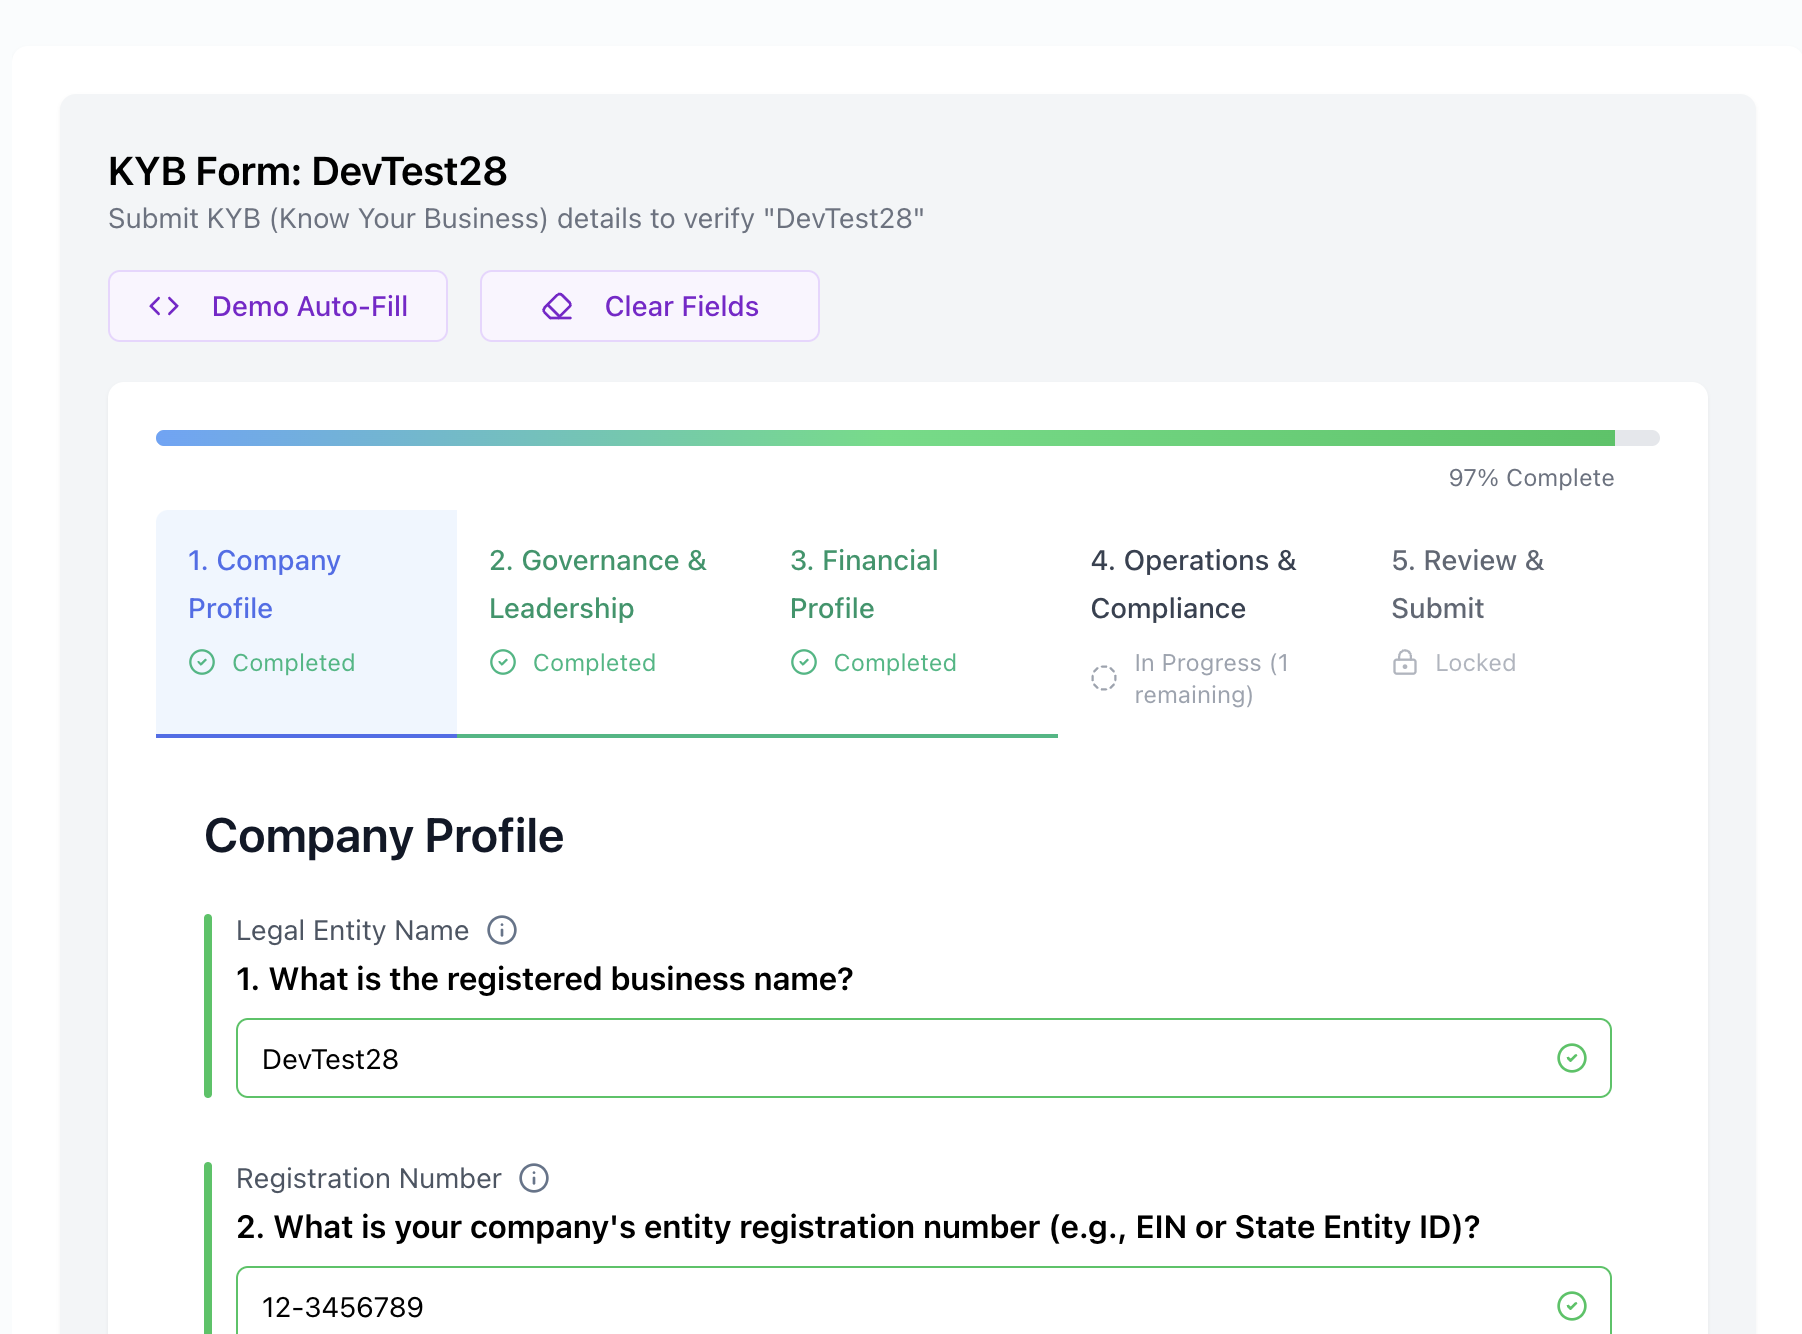 KYB Form: DevTest28
Submit KYB (Know Your Business) details to verify "DevTest28"
Demo Auto-Fill
Clear Fields
97% Complete
1. Company
Profile
Completed
2. Governance &
Leadership
Completed
3. Financial
Profile
Completed
4. Operations &
Compliance
In Progress (1
remaining)
5. Review &
Submit
Locked
Company Profile
Legal Entity Name
1. What is the registered business name?
DevTest28
Registration Number
2. What is your company's entity registration number (e.g., EIN or State Entity ID)?
12-3456789